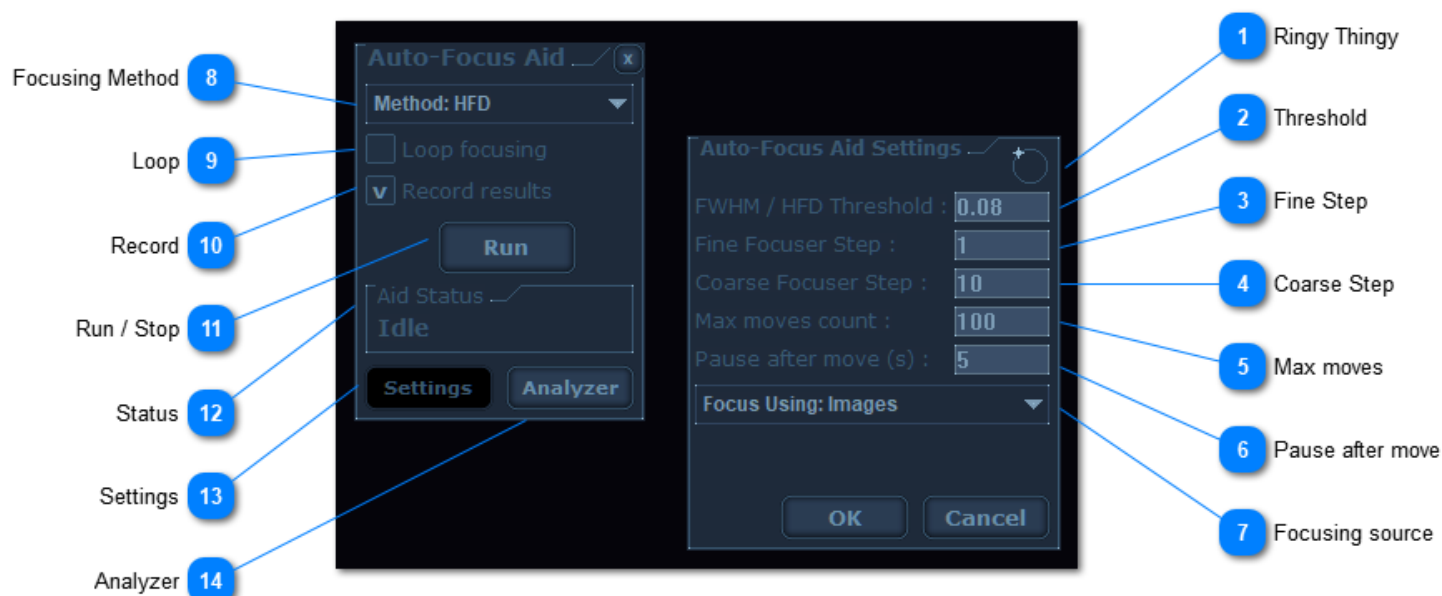 Focusing Method 8
Loop 9
Record 10
Run / Stop 11
Status 12
Settings 13
Analyzer 14
Auto-Focus Aid x
Method: HFD
Loop focusing
v Record results
Run
Aid Status
Idle
Settings Analyzer
Auto-Focus Aid Settings
FWHM / HFD Threshold : 0.08
Fine Focuser Step : 1
Coarse Focuser Step : 10
Max moves count : 100
Pause after move (s) : 5
Focus Using: Images
OK Cancel
1 Ringy Thingy
2 Threshold
3 Fine Step
4 Coarse Step
5 Max moves
6 Pause after move
7 Focusing source